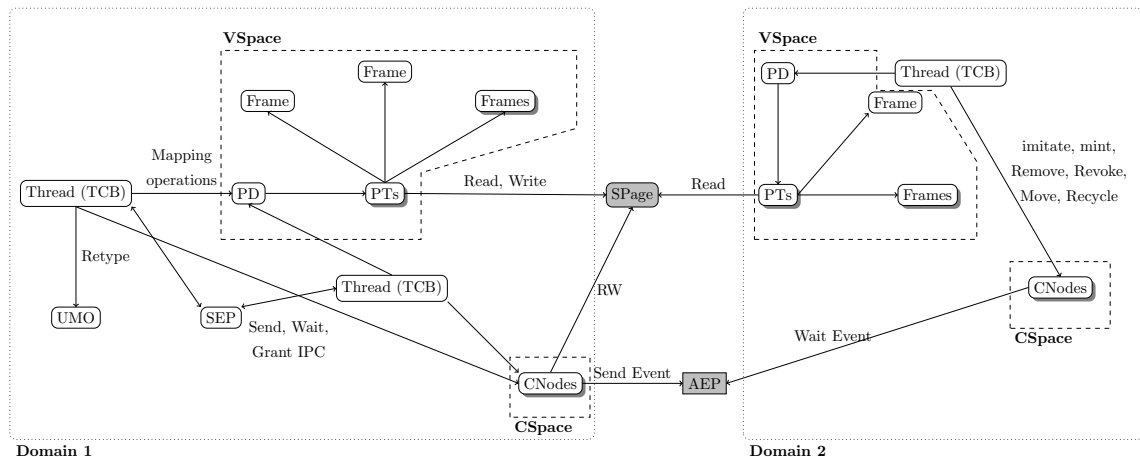 VSpace
Frame
Frame
Frames
Mapping
operations
Thread (TCB)
PD
PTs
Read, Write
SPage
Retype
Thread (TCB)
RW
UMO
SEP
Send, Wait,
Grant IPC
CNodes
Send Event
AEP
CSpace
Domain 1
VSpace
PD
Thread (TCB)
Frame
imitate, mint,
Remove, Revoke,
Move, Recycle
Read
PTs
Frames
CNodes
Wait Event
CSpace
Domain 2